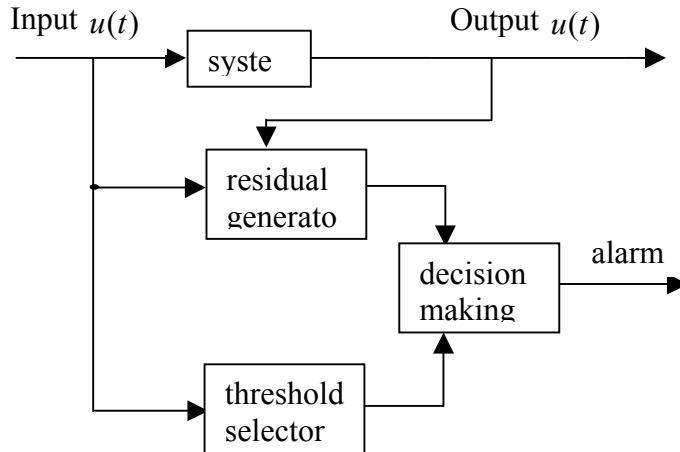 Input u(t)
Output u(t)
syste
residual
generato
decision
making
alarm
threshold
selector